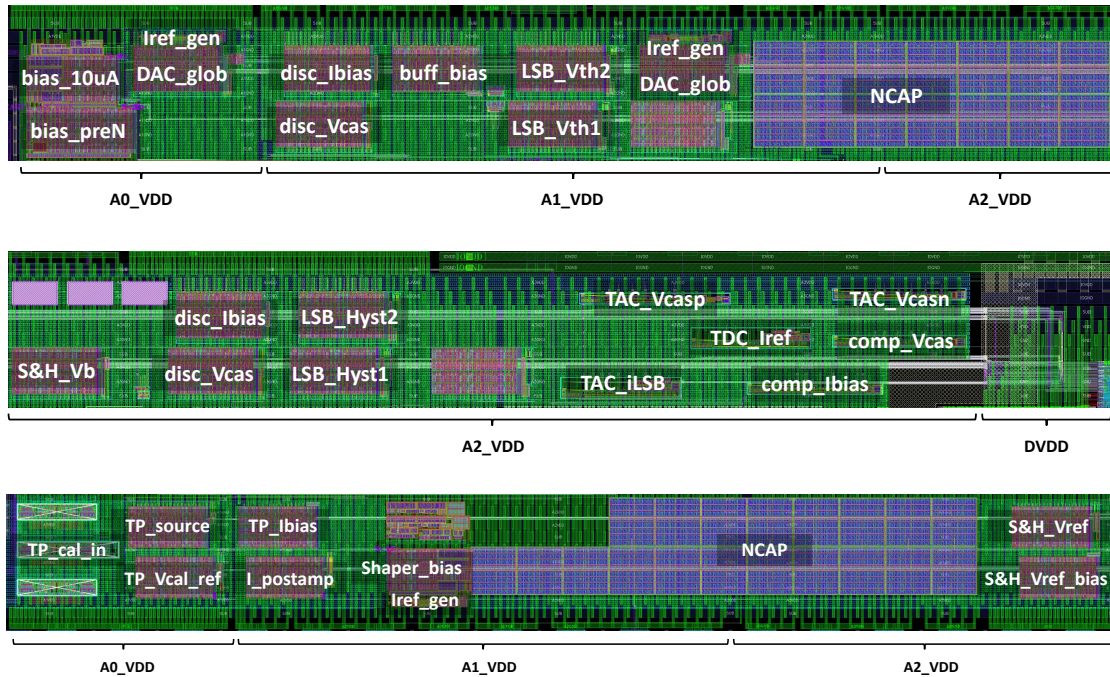 Iref_gen
bias_10uA
DAC_glob
disc_Ibias
buff_bias
LSB_Vth2
Iref_gen
DAC_glob
NCAP
bias_preN
disc_Vcas
LSB_Vth1
A0_VDD
A1_VDD
A2_VDD
TAC_Vcasp
TAC_Vcasn
disc_Ibias
LSB_Hyst2
TDC_Iref
comp_Vcas
S&H_Vb
disc_Vcas
LSB_Hyst1
TAC_iLSB
comp_Ibias
A2_VDD
DVDD
TP_source
TP_Ibias
S&H_Vref
TP_cal_in
NCAP
TP_Vcal_ref
I_postamp
Shaper_bias
Iref_gen
S&H_Vref_bias
A0_VDD
A1_VDD
A2_VDD